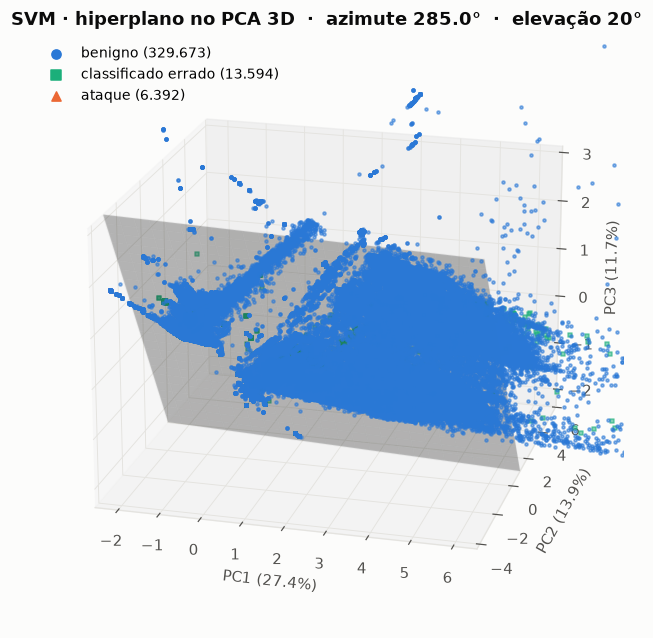 SVM · hiperplano no PCA 3D · azimute 285.0° · elevação 20°
benigno (329.673)
classificado errado (13.594)
ataque (6.392)
3
2
1
0
−2
4
2
0
−2
−4
PC3 (11.7%)
PC2 (13.9%)
−2 −1 0 1 2 3 4 5 6
PC1 (27.4%)